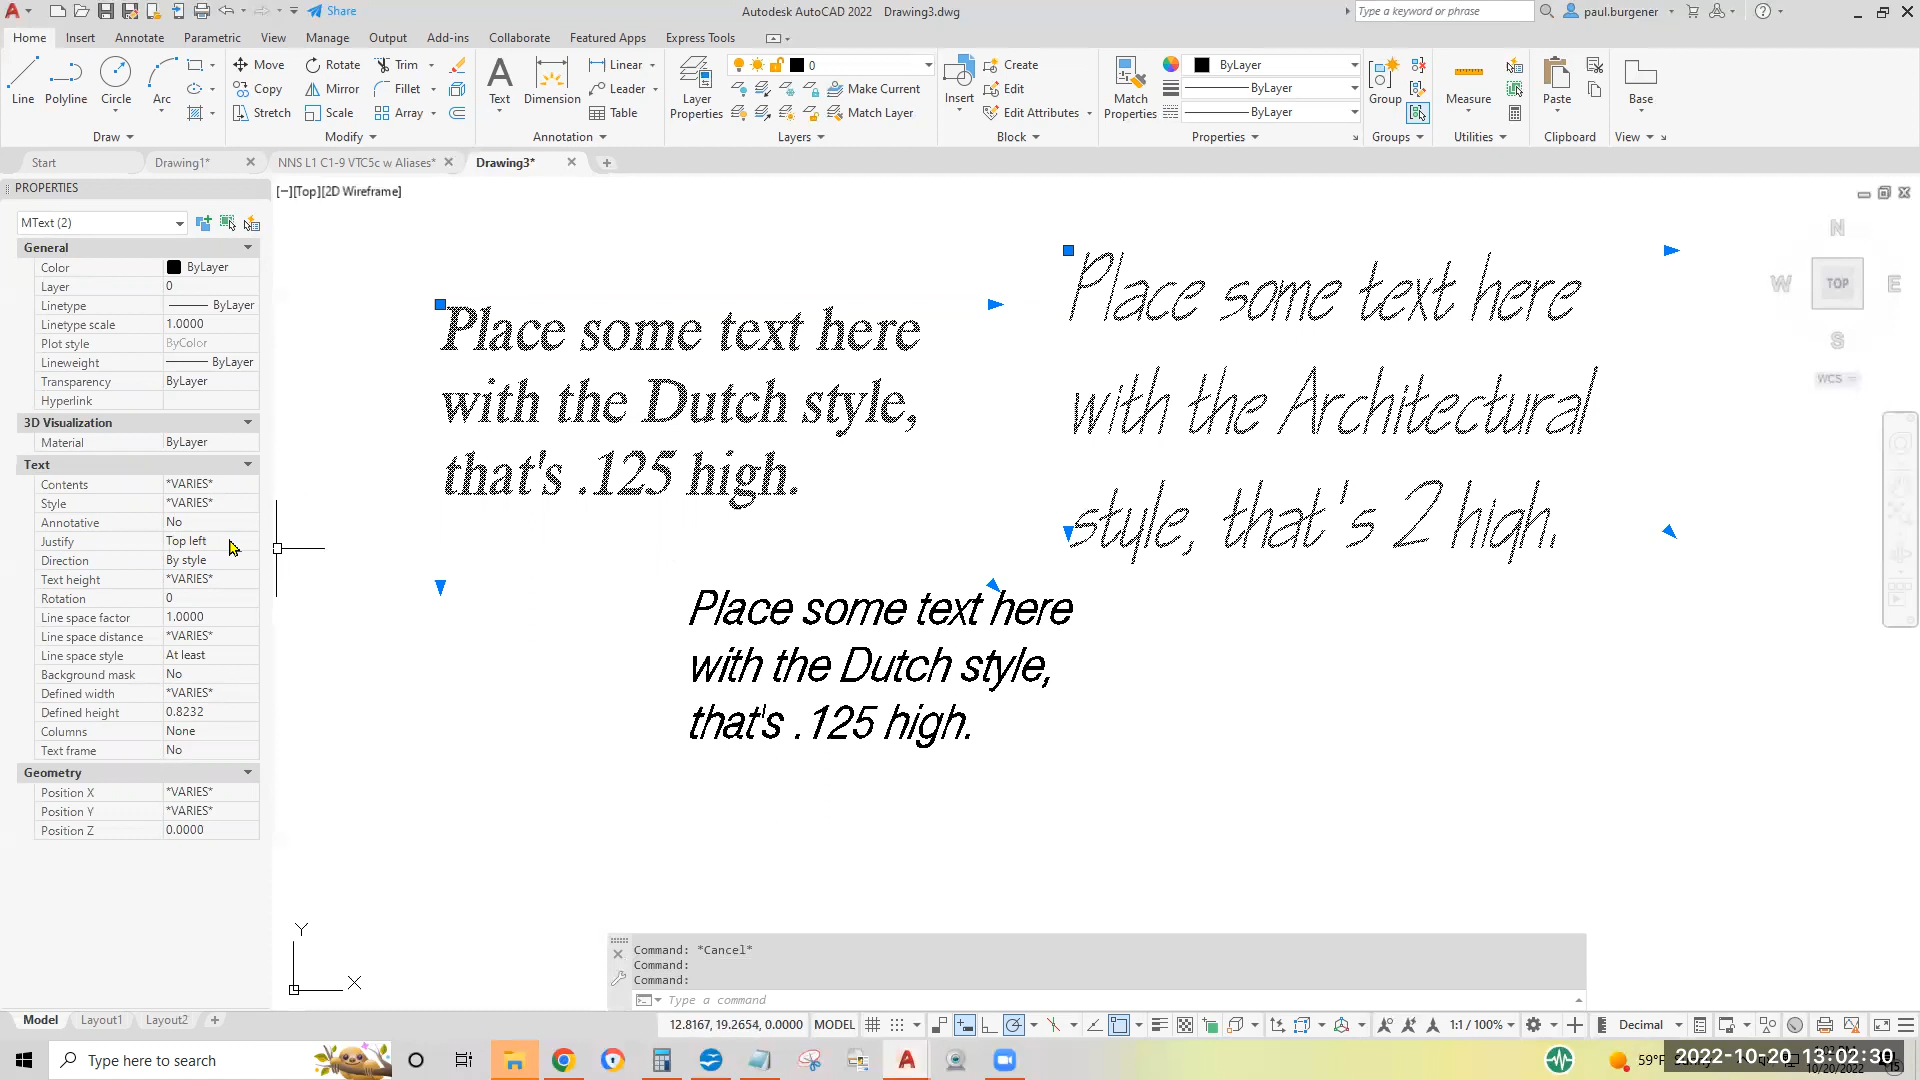 Share
Autodesk AutoCAD 2022 Drawing3.dwg
Type a keyword or phrase
paul.burgener
Home Insert Annotate Parametric View Manage Output Add-ins Collaborate Featured Apps Express Tools
Line Polyline Circle Arc
Move Rotate Trim
Copy Mirror Fillet
Stretch Scale Array
Text Dimension
Linear
Leader
Table
Layer Properties
0
Make Current
Match Layer
Insert
Create
Edit
Edit Attributes
Match Properties
ByLayer
ByLayer
ByLayer
Group
Measure
Paste
Base
Draw Modify Annotation Layers Block Properties Groups Utilities Clipboard View
Start Drawing1* NNS L1 C1-9 VTC5c w Aliases* Drawing3*
PROPERTIES
[−][Top][2D Wireframe]
MText (2)
General
Color ByLayer
Layer 0
Linetype ByLayer
Linetype scale 1.0000
Plot style ByColor
Lineweight ByLayer
Transparency ByLayer
Hyperlink
3D Visualization
Material ByLayer
Text
Contents *VARIES*
Style *VARIES*
Annotative No
Justify Top left
Direction By style
Text height *VARIES*
Rotation 0
Line space factor 1.0000
Line space distance *VARIES*
Line space style At least
Background mask No
Defined width *VARIES*
Defined height 0.8232
Columns None
Text frame No
Geometry
Position X *VARIES*
Position Y *VARIES*
Position Z 0.0000
Place some text here
with the Dutch style,
that's .125 high.
Place some text here
with the Architectural
style, that's 2 high.
Place some text here
with the Dutch style,
that's .125 high.
N
W TOP E
S
WCS
Y
X
Command: *Cancel*
Command:
Command:
Type a command
Model Layout1 Layout2
12.8167, 19.2654, 0.0000 MODEL
1:1 / 100%
Decimal
Type here to search
59°F
2022-10-20 13:02:30
10/20/2022